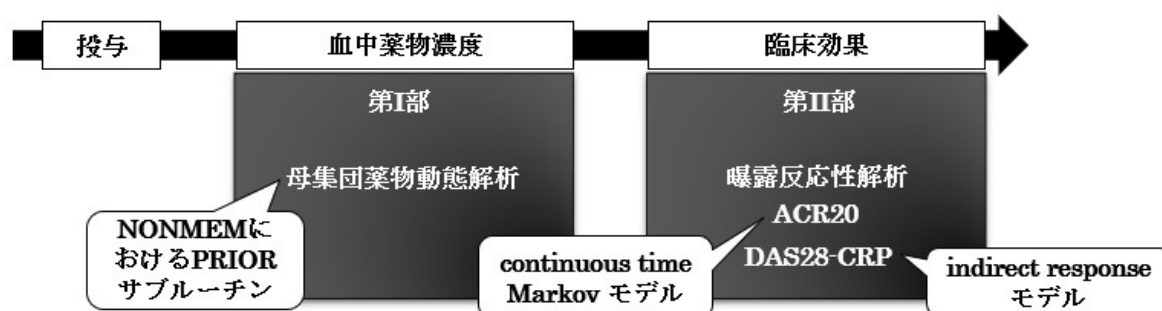 投与
血中薬物濃度
臨床効果
第I部
第II部
母集団薬物動態解析
曝露反応性解析
ACR20
DAS28-CRP
NONMEMに
おけるPRIOR
サブルーチン
continuous time
Markov モデル
indirect response
モデル